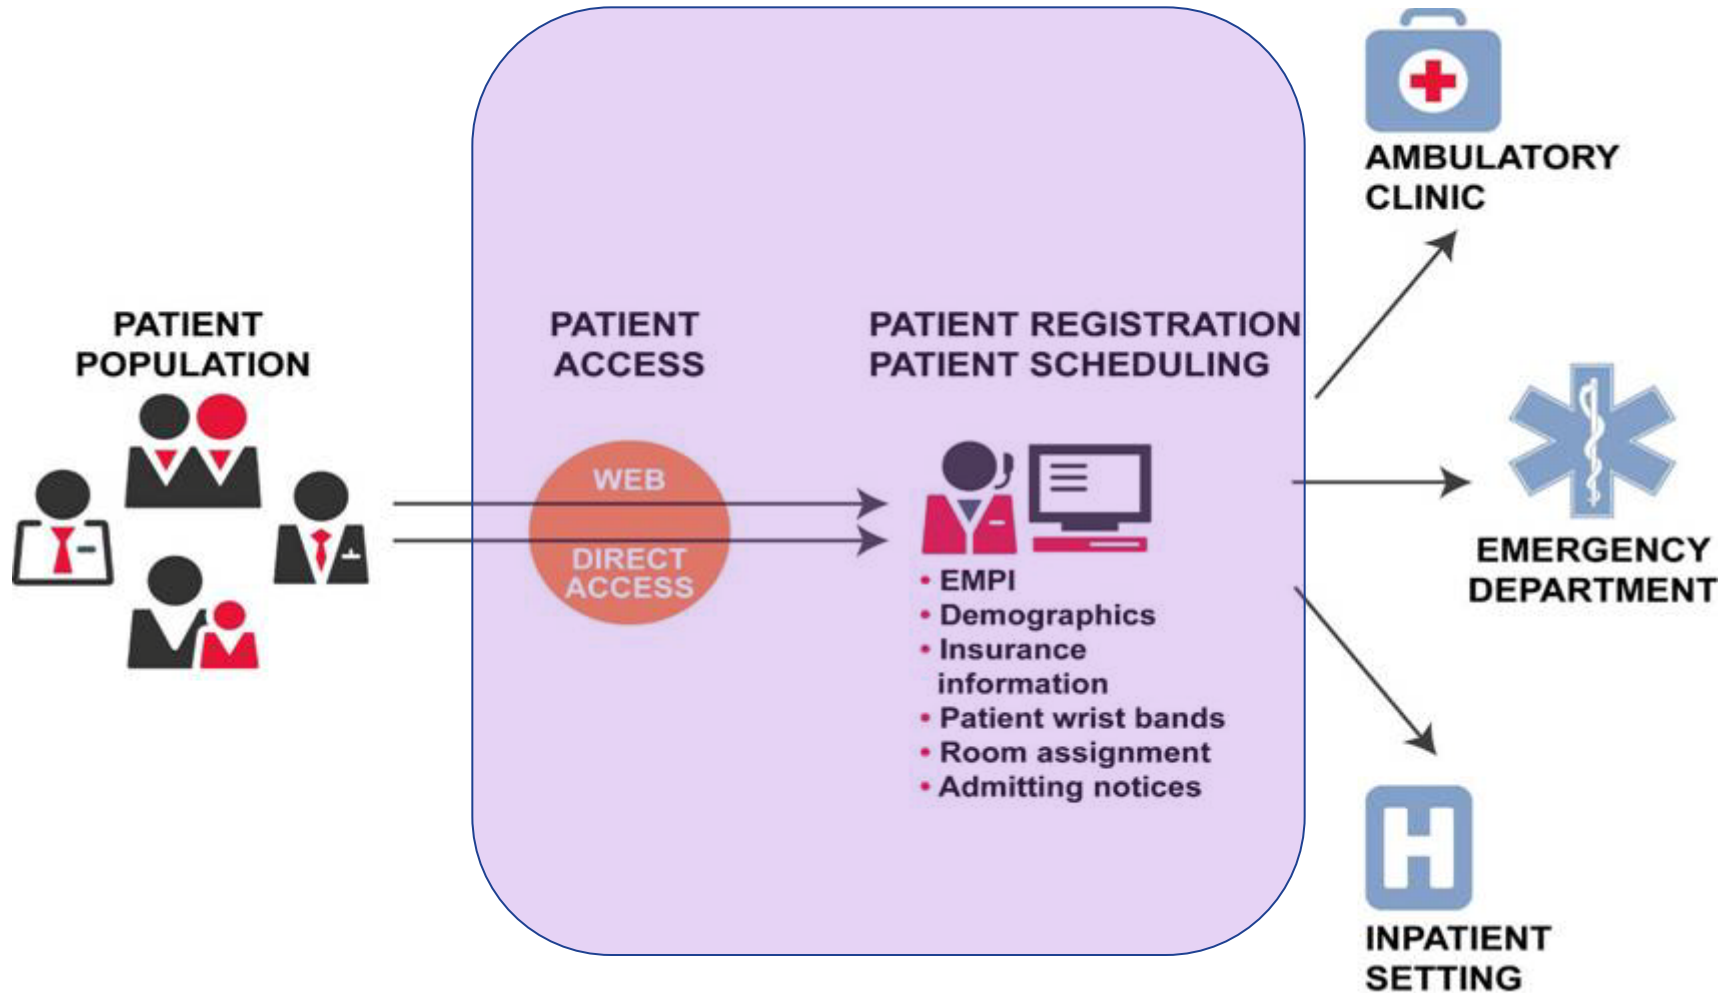 PATIENT
POPULATION
PATIENT
ACCESS
WEB
DIRECT
ACCESS
PATIENT REGISTRATION
PATIENT SCHEDULING
• EMPI
• Demographics
• Insurance
information
• Patient wrist bands
• Room assignment
• Admitting notices
AMBULATORY
CLINIC
EMERGENCY
DEPARTMENT
H
INPATIENT
SETTING